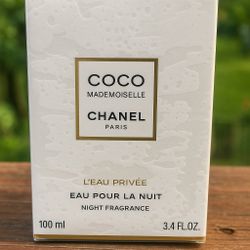 COCO
MADEMOISELLE
CHANEL
PARIS
L'EAU PRIVÉE
EAU POUR LA NUIT
NIGHT FRAGRANCE
100 ml 3.4 FL.OZ.